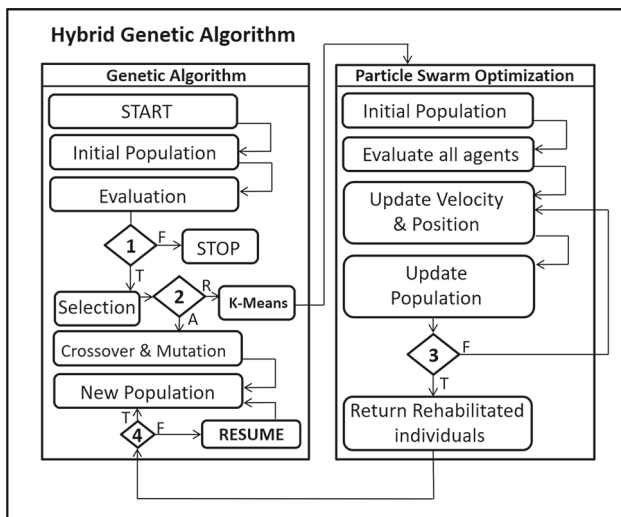 Hybrid Genetic Algorithm
Genetic Algorithm
START
Initial Population
Evaluation
1
F
STOP
T
Selection
2
R
K-Means
A
Crossover & Mutation
New Population
T
4
F
RESUME
Particle Swarm Optimization
Initial Population
Evaluate all agents
Update Velocity
& Position
Update
Population
3
F
T
Return Rehabilitated
individuals